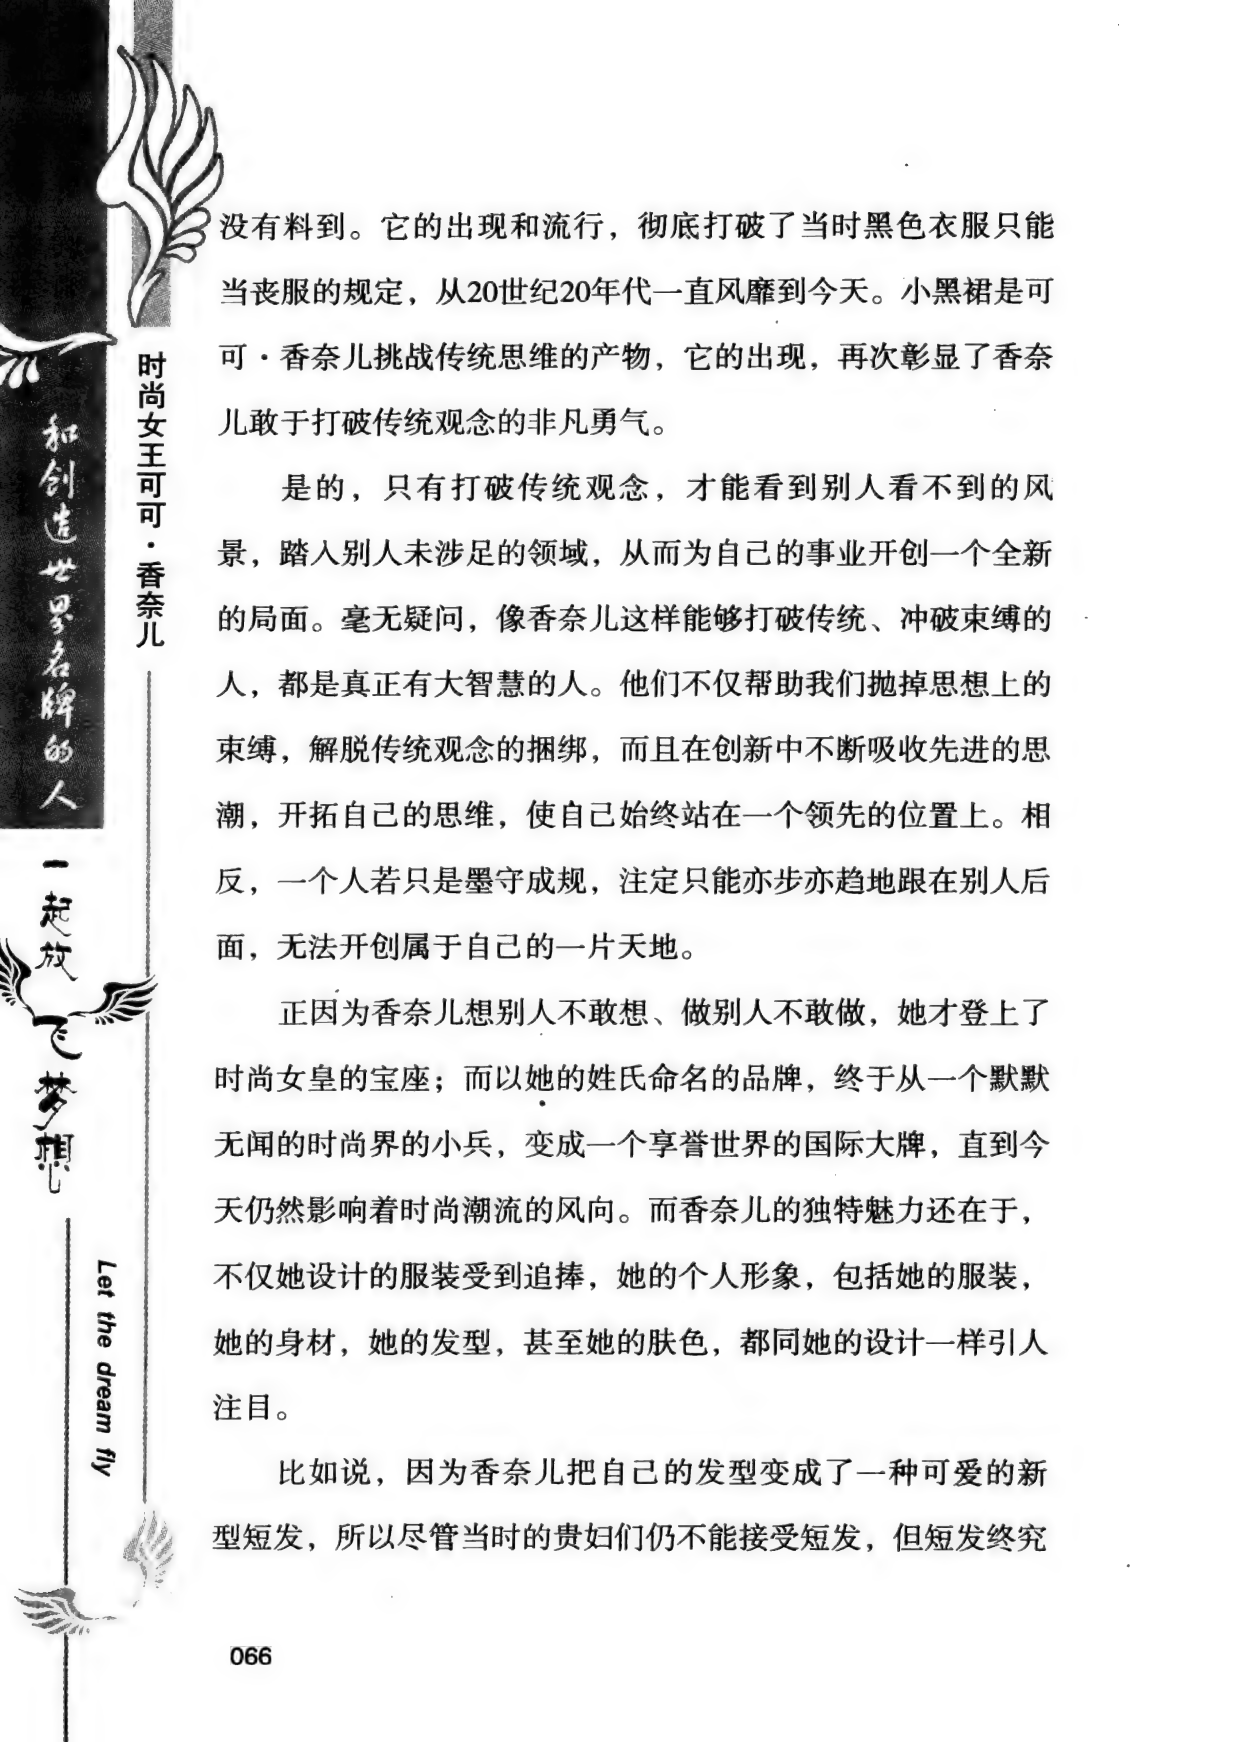 和创造世界名牌的人
一起放飞梦想
Let the dream fly
时尚女王可可·香奈儿
没有料到。它的出现和流行，彻底打破了当时黑色衣服只能
当丧服的规定，从20世纪20年代一直风靡到今天。小黑裙是可
可·香奈儿挑战传统思维的产物，它的出现，再次彰显了香奈
儿敢于打破传统观念的非凡勇气。
是的，只有打破传统观念，才能看到别人看不到的风
景，踏入别人未涉足的领域，从而为自己的事业开创一个全新
的局面。毫无疑问，像香奈儿这样能够打破传统、冲破束缚的
人，都是真正有大智慧的人。他们不仅帮助我们抛掉思想上的
束缚，解脱传统观念的捆绑，而且在创新中不断吸收先进的思
潮，开拓自己的思维，使自己始终站在一个领先的位置上。相
反，一个人若只是墨守成规，注定只能亦步亦趋地跟在别人后
面，无法开创属于自己的一片天地。
正因为香奈儿想别人不敢想、做别人不敢做，她才登上了
时尚女皇的宝座；而以她的姓氏命名的品牌，终于从一个默默
无闻的时尚界的小兵，变成一个享誉世界的国际大牌，直到今
天仍然影响着时尚潮流的风向。而香奈儿的独特魅力还在于，
不仅她设计的服装受到追捧，她的个人形象，包括她的服装，
她的身材，她的发型，甚至她的肤色，都同她的设计一样引人
注目。
比如说，因为香奈儿把自己的发型变成了一种可爱的新
型短发，所以尽管当时的贵妇们仍不能接受短发，但短发终究
066